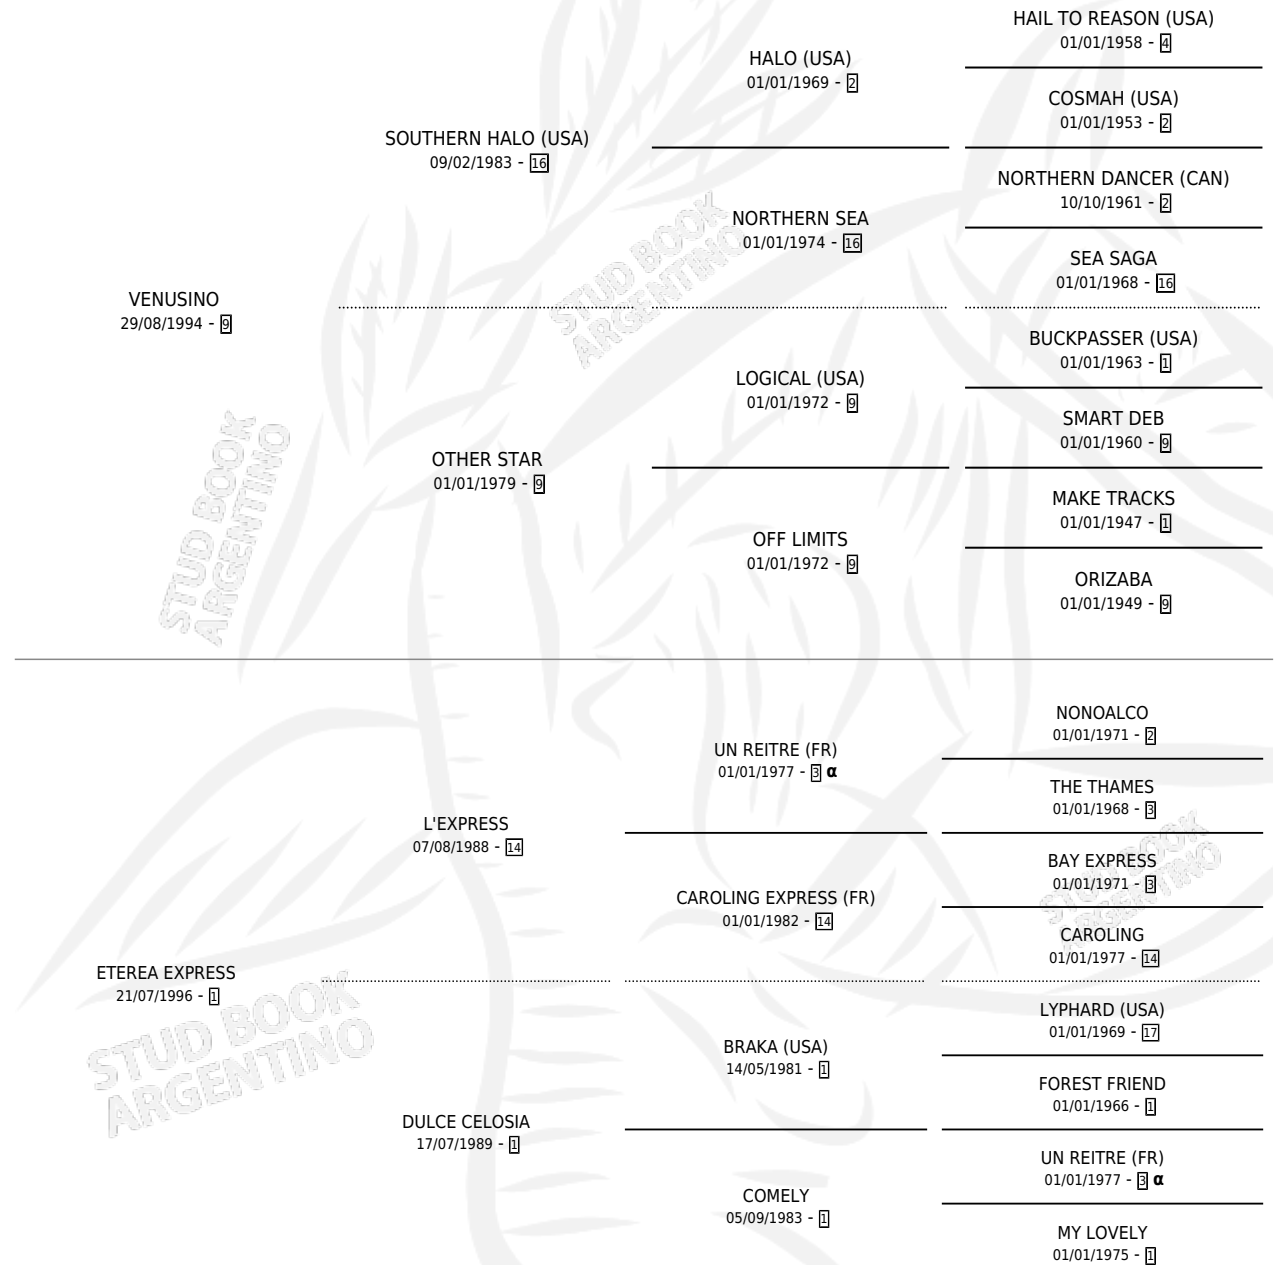 HAIL TO REASON (USA)
01/01/1958 - 4
HALO (USA)
01/01/1969 - 2
COSMAH (USA)
01/01/1953 - 2
SOUTHERN HALO (USA)
09/02/1983 - 16
NORTHERN DANCER (CAN)
10/10/1961 - 2
NORTHERN SEA
01/01/1974 - 16
SEA SAGA
01/01/1968 - 16
VENUSINO
29/08/1994 - 9
BUCKPASSER (USA)
01/01/1963 - 1
LOGICAL (USA)
01/01/1972 - 9
SMART DEB
01/01/1960 - 9
OTHER STAR
01/01/1979 - 9
MAKE TRACKS
01/01/1947 - 1
OFF LIMITS
01/01/1972 - 9
ORIZABA
01/01/1949 - 9
NONOALCO
01/01/1971 - 2
UN REITRE (FR)
01/01/1977 - 3 α
THE THAMES
01/01/1968 - 3
L'EXPRESS
07/08/1988 - 14
BAY EXPRESS
01/01/1971 - 3
CAROLING EXPRESS (FR)
01/01/1982 - 14
CAROLING
01/01/1977 - 14
ETEREA EXPRESS
21/07/1996 - 1
LYPHARD (USA)
01/01/1969 - 17
BRAKA (USA)
14/05/1981 - 1
FOREST FRIEND
01/01/1966 - 1
DULCE CELOSIA
17/07/1989 - 1
UN REITRE (FR)
01/01/1977 - 3 α
COMELY
05/09/1983 - 1
MY LOVELY
01/01/1975 - 1
STUD BOOK
ARGENTINO
STUD BOOK
ARGENTINO
STUD BOOK
ARGENTINO
STUD BOOK
ARGENTINO